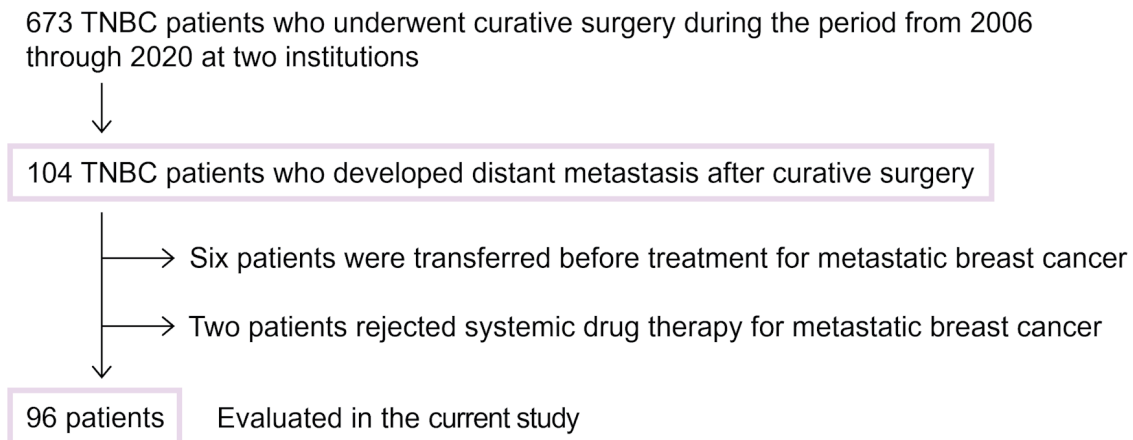 673 TNBC patients who underwent curative surgery during the period from 2006
through 2020 at two institutions
104 TNBC patients who developed distant metastasis after curative surgery
Six patients were transferred before treatment for metastatic breast cancer
Two patients rejected systemic drug therapy for metastatic breast cancer
96 patients Evaluated in the current study